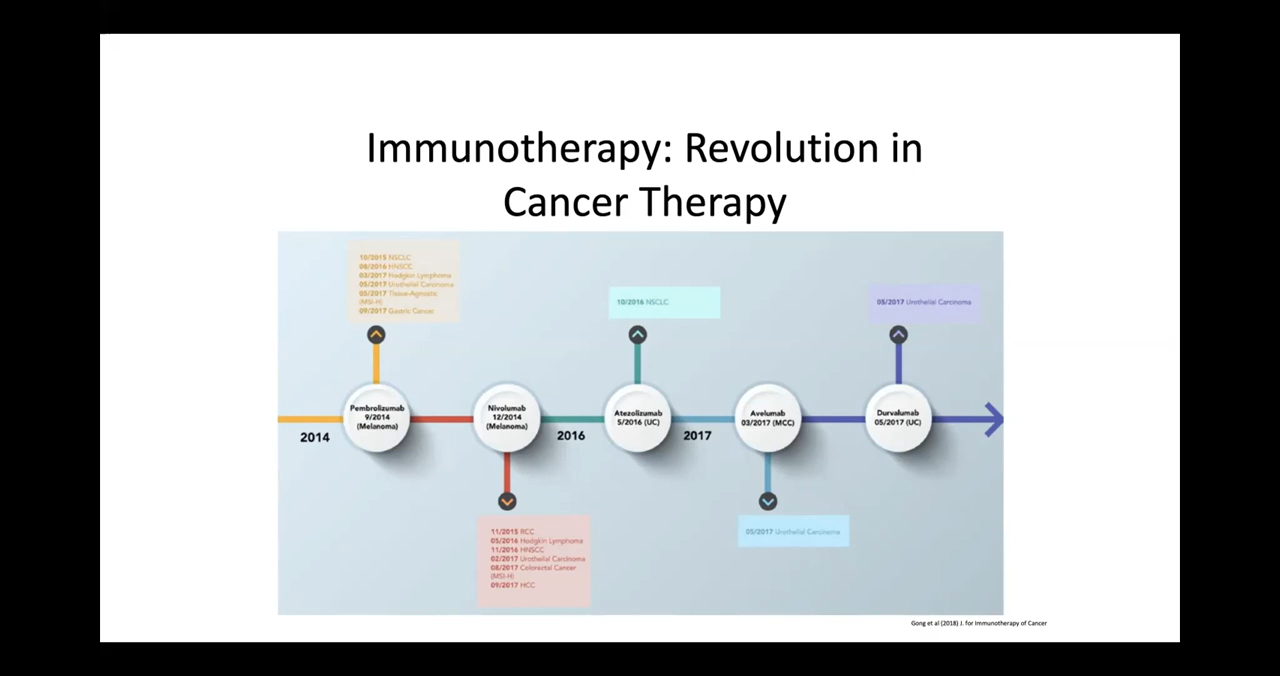 Immunotherapy: Revolution in
Cancer Therapy
10/2015 NSCLC
08/2016 HNSCC
03/2017 Hodgkin Lymphoma
05/2017 Urothelial Carcinoma
05/2017 Tissue-Agnostic
(MSI-H)
09/2017 Gastric Cancer
10/2016 NSCLC
05/2017 Urothelial Carcinoma
Pembrolizumab
9/2014
(Melanoma)
Nivolumab
12/2014
(Melanoma)
Atezolizumab
5/2016 (UC)
Avelumab
03/2017 (MCC)
Durvalumab
05/2017 (UC)
2014
2016
2017
11/2015 RCC
05/2016 Hodgkin Lymphoma
11/2016 HNSCC
02/2017 Urothelial Carcinoma
08/2017 Colorectal Cancer
(MSI-H)
09/2017 HCC
05/2017 Urothelial Carcinoma
Gong et al (2018) J. for Immunotherapy of Cancer